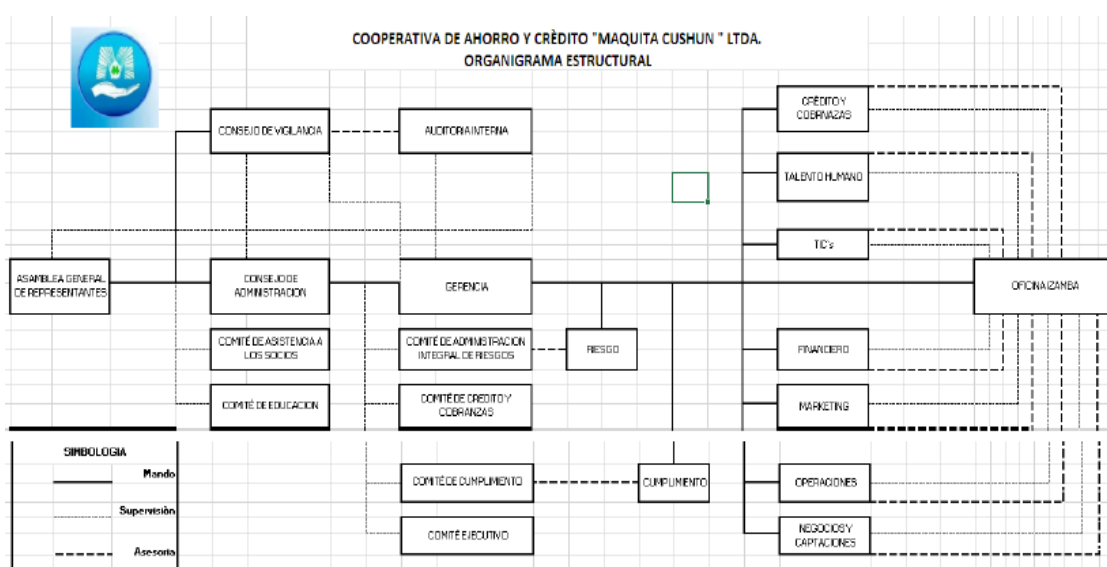 COOPERATIVA DE AHORRO Y CRÈDITO "MAQUITA CUSHUN " LTDA.
ORGANIGRAMA ESTRUCTURAL
CONSEJO DE VIGILANCIA
AUDITORIA INTERNA
CRÉDITO Y
COBRNAZAS
TALENTO HUMANO
TIC's
ASAMBLEA GENERAL
DE REPRESENTANTES
CONSEJO DE
ADMINISTRACION
GERENCIA
OFICINA IZAMBA
COMITÉ DE ASISTENCIA A
LOS SOCIOS
COMITÉ DE ADMINISTRACION
INTEGRAL DE RIESGOS
RIESGO
FINANCIERO
COMITÉ DE EDUCACION
COMITÉ DE CREDITO Y
COBRANZAS
MARKETING
SIMBOLOGIA
Mando
Supervisiòn
Asesoria
COMITÉ DE CUMPLIMENTO
CUMPLIMENTO
OPERACIONES
COMITÉ EJECUTIVO
NEGOCIOS Y
CAPTACIONES